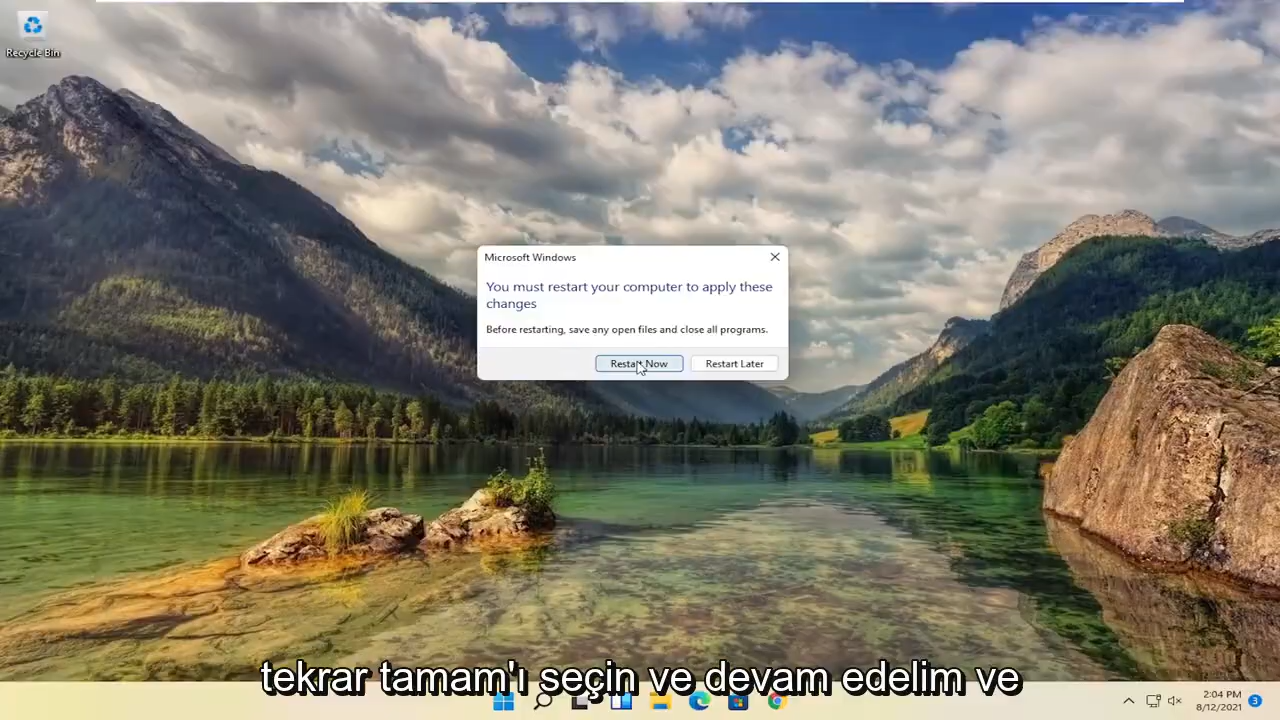 Recycle Bin
Microsoft Windows
You must restart your computer to apply these
changes
Before restarting, save any open files and close all programs.
Restart Now
Restart Later
tekrar tamam'ı seçin ve devam edelim ve
2:04 PM
8/12/2021
3